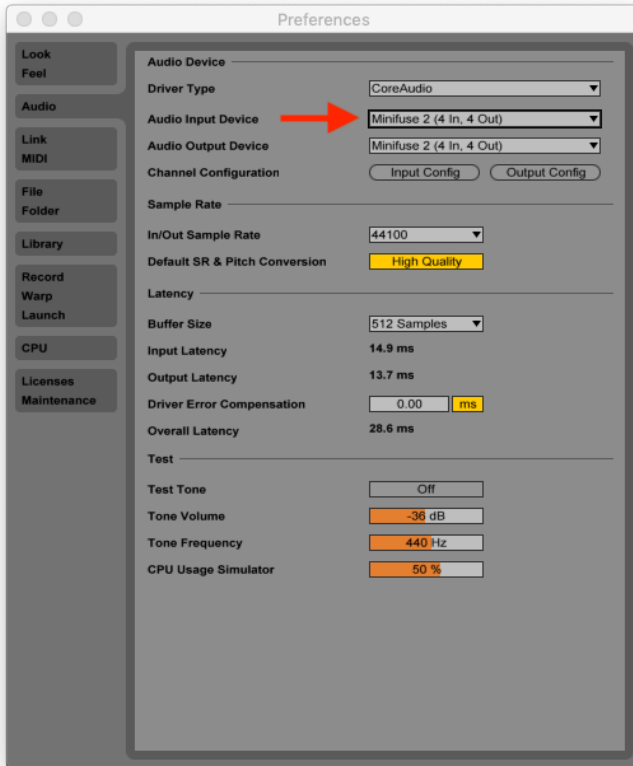 Preferences
Look
Feel
Audio
Link
MIDI
File
Folder
Library
Record
Warp
Launch
CPU
Licenses
Maintenance
Audio Device
Driver Type CoreAudio
Audio Input Device Minifuse 2 (4 In, 4 Out)
Audio Output Device Minifuse 2 (4 In, 4 Out)
Channel Configuration Input Config Output Config
Sample Rate
In/Out Sample Rate 44100
Default SR & Pitch Conversion High Quality
Latency
Buffer Size 512 Samples
Input Latency 14.9 ms
Output Latency 13.7 ms
Driver Error Compensation 0.00 ms
Overall Latency 28.6 ms
Test
Test Tone Off
Tone Volume -36 dB
Tone Frequency 440 Hz
CPU Usage Simulator 50 %